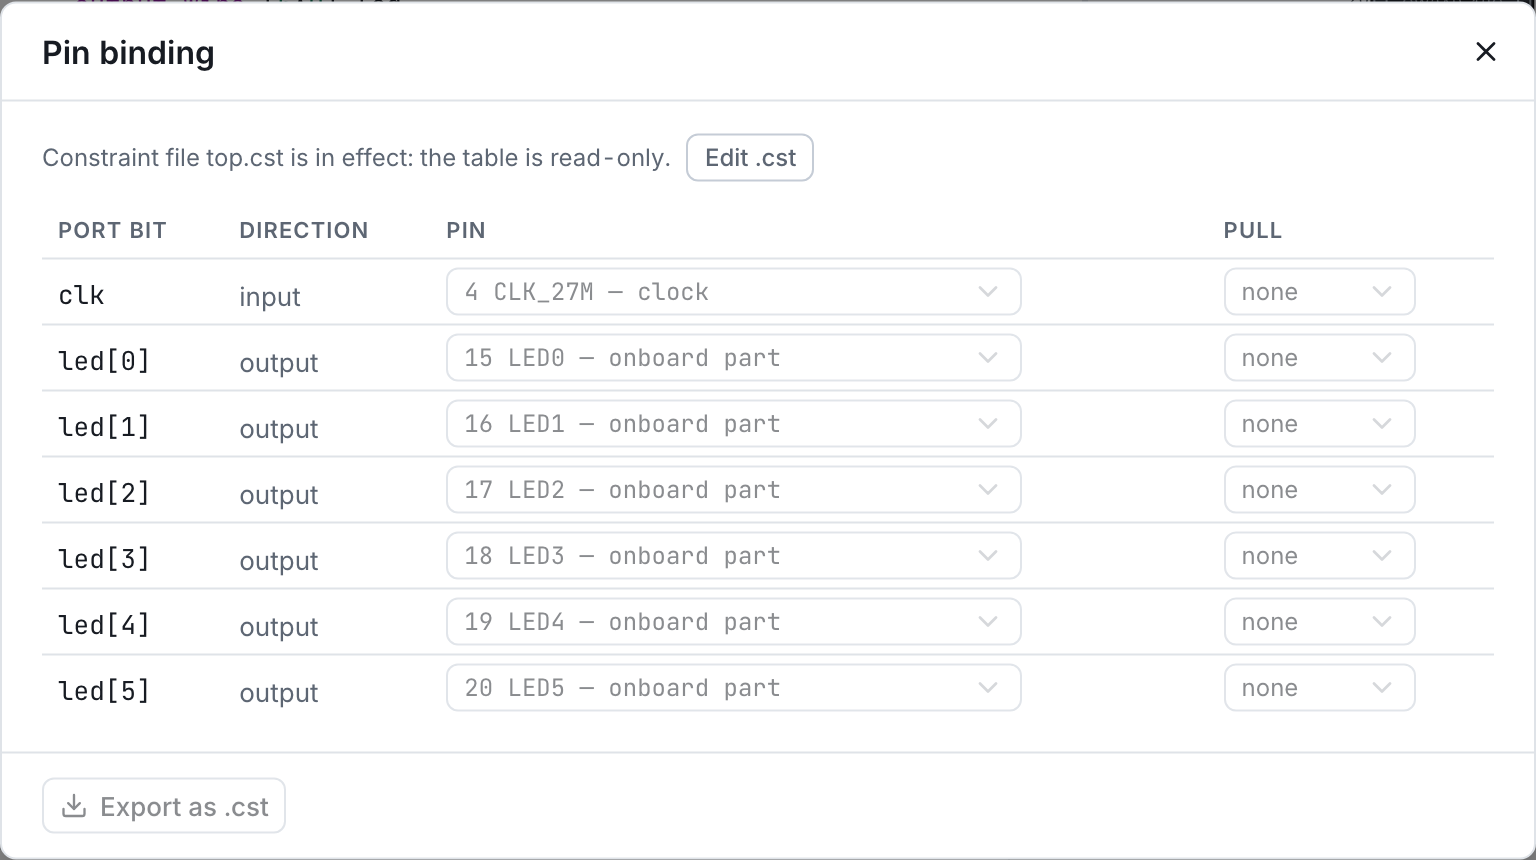 Pin binding
Constraint file top.cst is in effect: the table is read-only. Edit .cst
PORT BIT DIRECTION PIN PULL
clk input 4 CLK_27M — clock none
led[0] output 15 LED0 — onboard part none
led[1] output 16 LED1 — onboard part none
led[2] output 17 LED2 — onboard part none
led[3] output 18 LED3 — onboard part none
led[4] output 19 LED4 — onboard part none
led[5] output 20 LED5 — onboard part none
Export as .cst